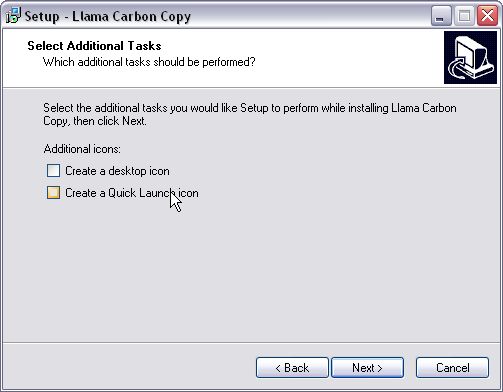 Setup - Llama Carbon Copy
Select Additional Tasks
Which additional tasks should be performed?
Select the additional tasks you would like Setup to perform while installing Llama Carbon
Copy, then click Next.
Additional icons:
Create a desktop icon
Create a Quick Launch icon
< Back
Next >
Cancel